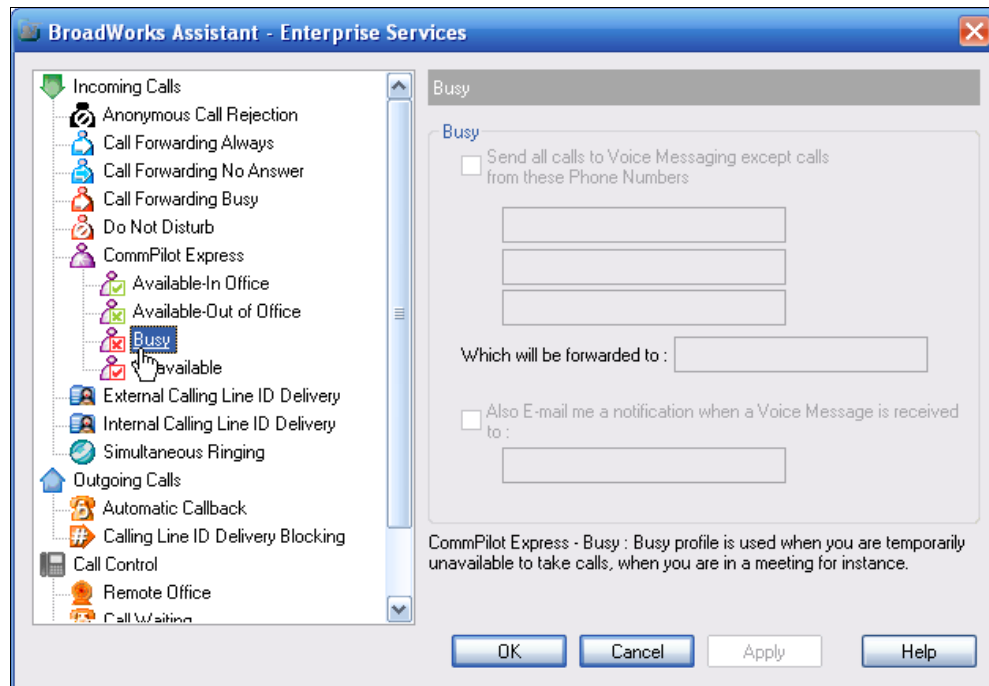 BroadWorks Assistant - Enterprise Services
Incoming Calls
Anonymous Call Rejection
Call Forwarding Always
Call Forwarding No Answer
Call Forwarding Busy
Do Not Disturb
CommPilot Express
Available-In Office
Available-Out of Office
Busy
available
External Calling Line ID Delivery
Internal Calling Line ID Delivery
Simultaneous Ringing
Outgoing Calls
Automatic Callback
Calling Line ID Delivery Blocking
Call Control
Remote Office
Call Waiting
Busy
Busy
Send all calls to Voice Messaging except calls
from these Phone Numbers
Which will be forwarded to :
Also E-mail me a notification when a Voice Message is received
to :
CommPilot Express - Busy : Busy profile is used when you are temporarily
unavailable to take calls, when you are in a meeting for instance.
OK Cancel Apply Help